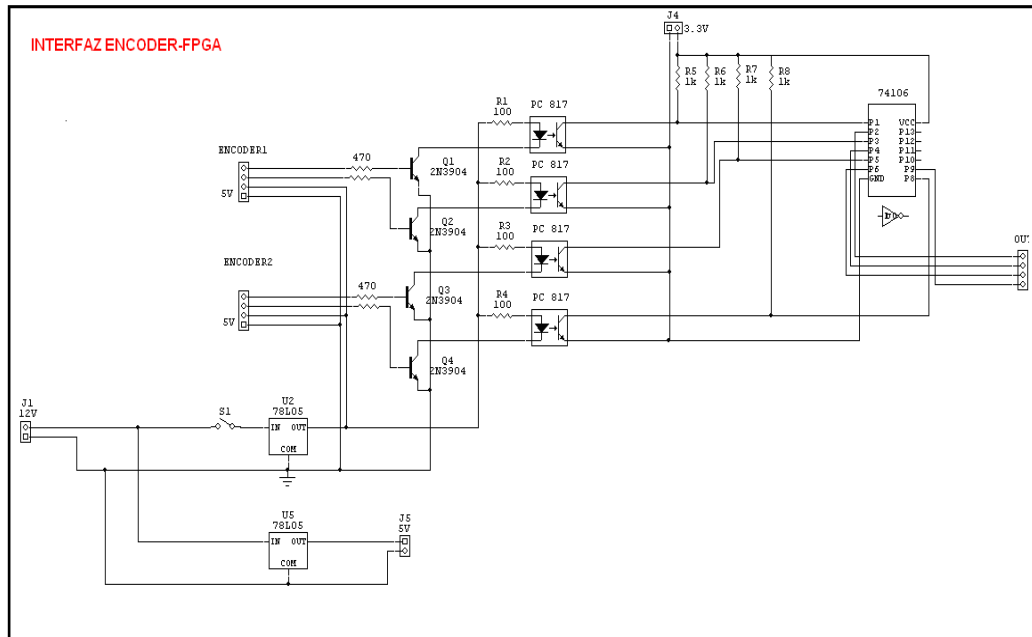 INTERFAZ ENCODER-FPGA
J4
3.3V
R5
1k
R6
1k
R7
1k
R8
1k
74106
P1
P2
P3
P4
P5
P6
GND
VCC
P13
P12
P11
P10
P9
P8
OUT
R1
100
PC 817
R2
100
PC 817
R3
100
PC 817
R4
100
PC 817
ENCODER1
5V
470
Q1
2N3904
Q2
2N3904
ENCODER2
5V
470
Q3
2N3904
Q4
2N3904
J1
12V
S1
U2
78L05
IN OUT
COM
U5
78L05
IN OUT
COM
J5
5V